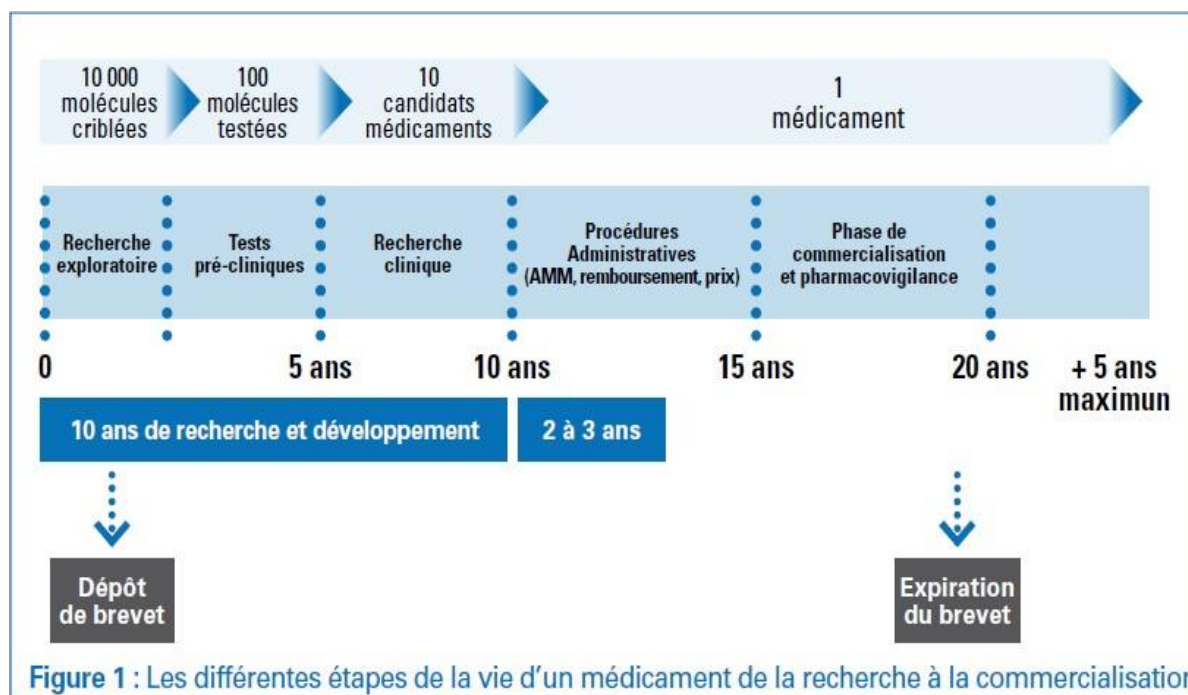 10 000
molécules
criblées
100
molécules
testées
10
candidats
médicaments
1
médicament
Recherche
exploratoire
Tests
pré-cliniques
Recherche
clinique
Procédures
Administratives
(AMM, remboursement, prix)
Phase de
commercialisation
et pharmacovigilance
0
5 ans
10 ans
15 ans
20 ans
+ 5 ans
maximun
10 ans de recherche et développement
2 à 3 ans
Dépôt
de brevet
Expiration
du brevet
Figure 1 : Les différentes étapes de la vie d’un médicament de la recherche à la commercialisation